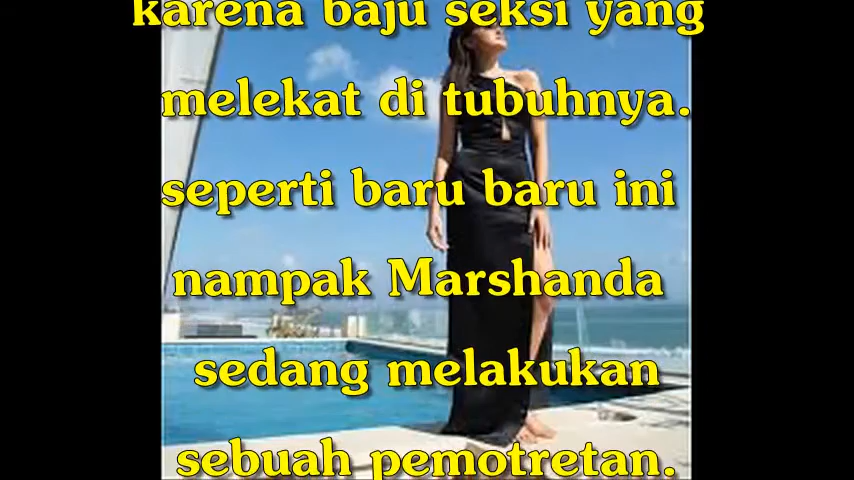 karena baju seksi yang
melekat di tubuhnya.
seperti baru baru ini
nampak Marshanda
sedang melakukan
sebuah pemotretan.